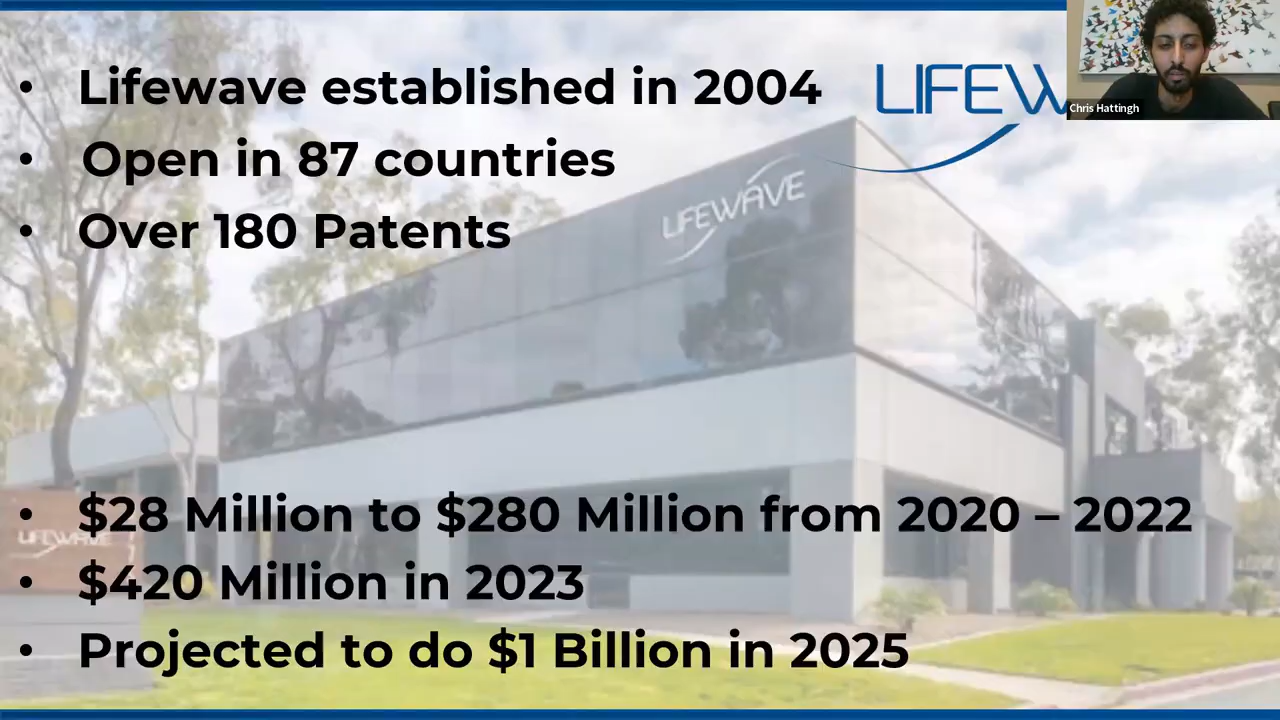 • Lifewave established in 2004
• Open in 87 countries
• Over 180 Patents
LIFEW
Chris Hattingh
LIFEWAVE
• $28 Million to $280 Million from 2020 – 2022
LIFEWAVE
• $420 Million in 2023
• Projected to do $1 Billion in 2025